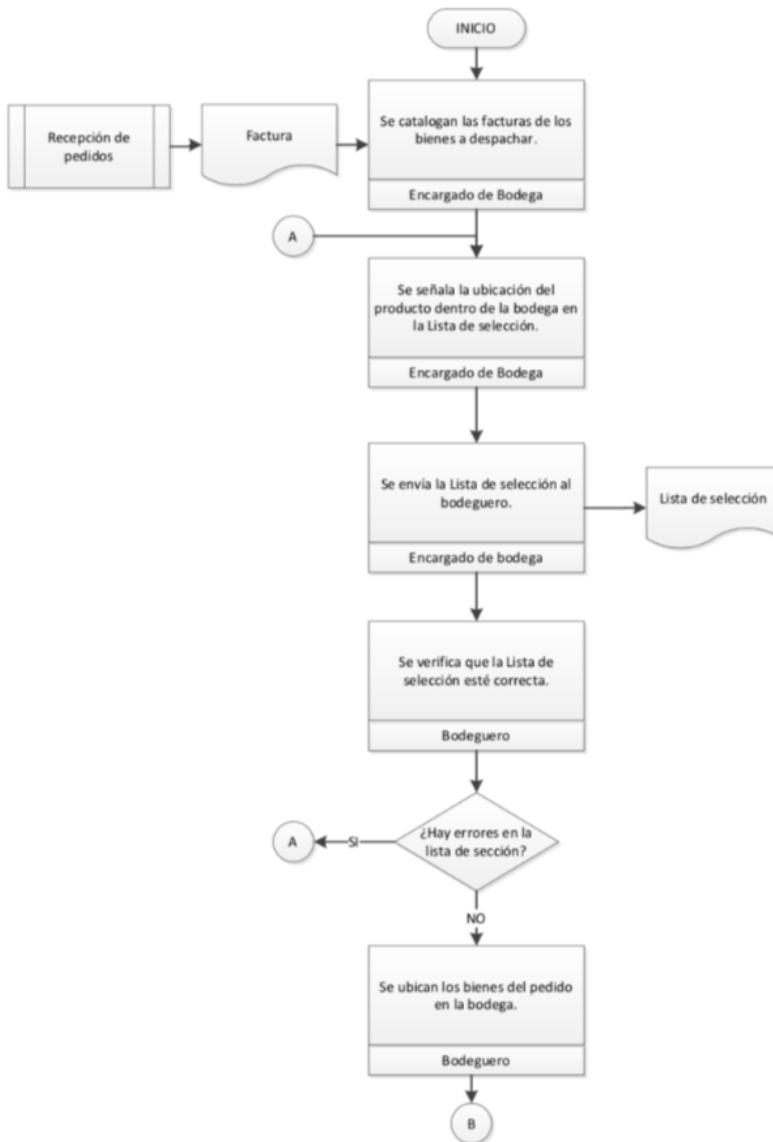 INICIO
Recepción de
pedidos
Factura
Se catalogan las facturas de los
bienes a despachar.
Encargado de Bodega
A
Se señala la ubicación del
producto dentro de la bodega en
la Lista de selección.
Encargado de Bodega
Se envía la Lista de selección al
bodeguero.
Encargado de bodega
Lista de selección
Se verifica que la Lista de
selección esté correcta.
Bodeguero
¿Hay errores en la
lista de sección?
SI
A
NO
Se ubican los bienes del pedido
en la bodega.
Bodeguero
B